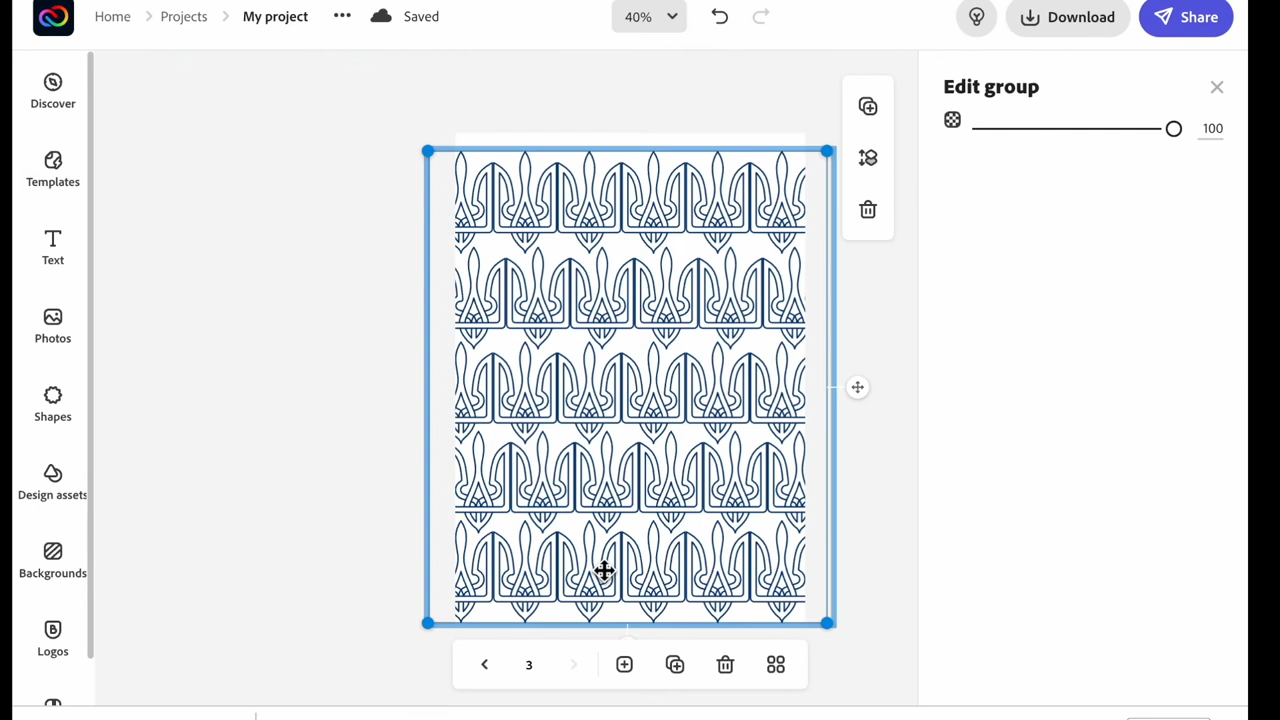 Home
Projects
My project
Saved
40%
Download
Share
Discover
Templates
Text
Photos
Shapes
Design assets
Backgrounds
Logos
Edit group
100
3